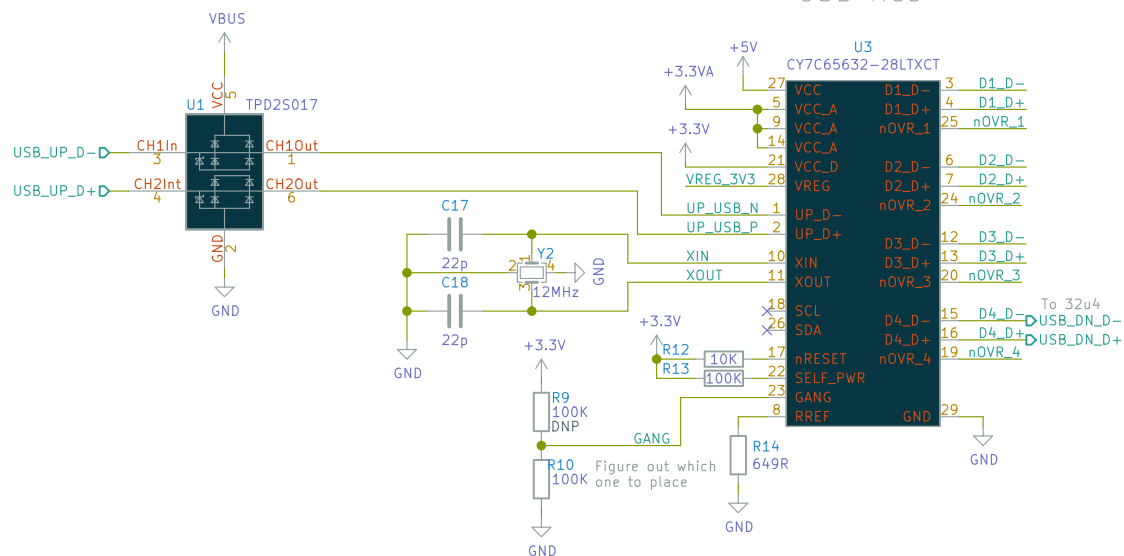 VBUS
VCC
5
U1
TPD2S017
USB_UP_D-
CH1In
3
CH1Out
1
USB_UP_D+
CH2Int
4
CH2Out
6
GND
2
GND
C17
22p
C18
22p
GND
Y2
1
2
4
3
12MHz
GND
XIN
XOUT
+3.3V
R9
100K
DNP
R10
100K
GND
GANG
Figure out which
one to place
+3.3V
R12
10K
R13
100K
R14
649R
GND
+5V
+3.3VA
+3.3V
VREG_3V3
UP_USB_N
UP_USB_P
U3
CY7C65632-28LTXCT
27 VCC
5 VCC_A
9 VCC_A
14 VCC_A
21 VCC_D
28 VREG
1 UP_D-
2 UP_D+
10 XIN
11 XOUT
18 SCL
26 SDA
17 nRESET
22 SELF_PWR
23 GANG
8 RREF
D1_D- 3 D1_D-
D1_D+ 4 D1_D+
nOVR_1 25 nOVR_1
D2_D- 6 D2_D-
D2_D+ 7 D2_D+
nOVR_2 24 nOVR_2
D3_D- 12 D3_D-
D3_D+ 13 D3_D+
nOVR_3 20 nOVR_3
D4_D- 15 D4_D-
D4_D+ 16 D4_D+
nOVR_4 19 nOVR_4
GND 29
GND
To 32u4
USB_DN_D-
USB_DN_D+